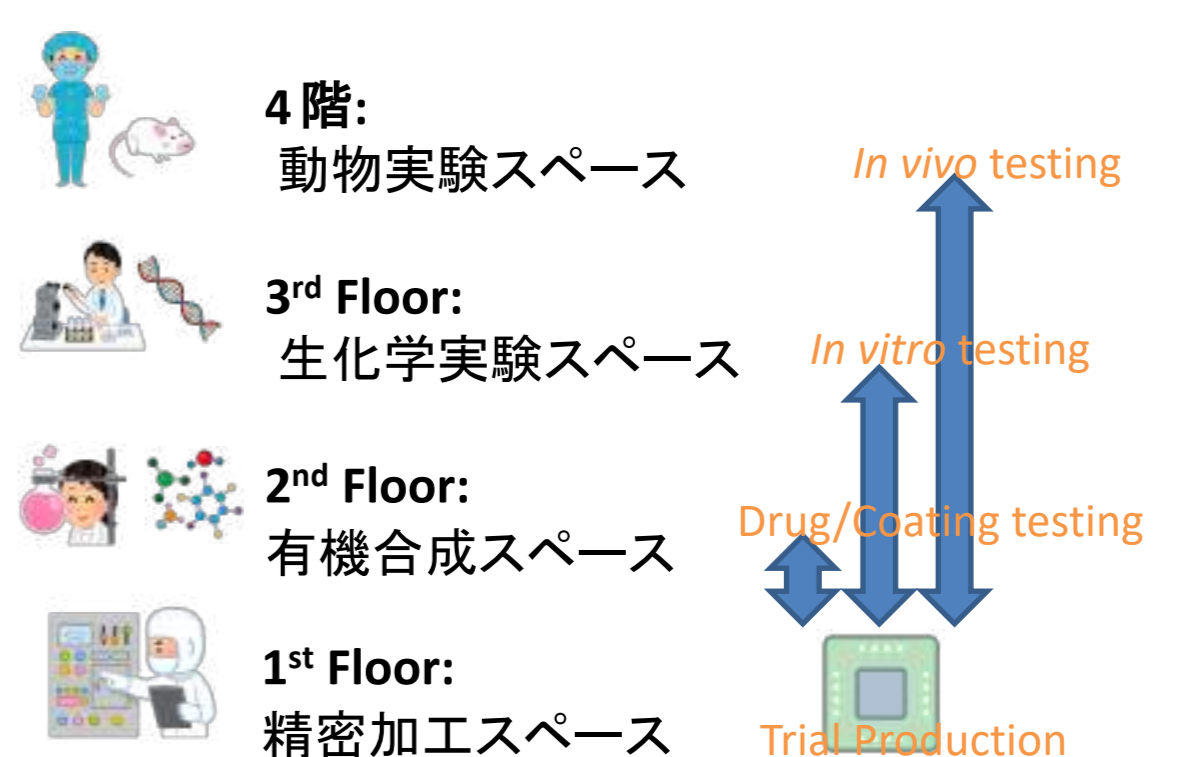 4階:
動物実験スペース
In vivo testing
3rd Floor:
生化学実験スペース
In vitro testing
2nd Floor:
有機合成スペース
Drug/Coating testing
1st Floor:
精密加工スペース
Trial Production